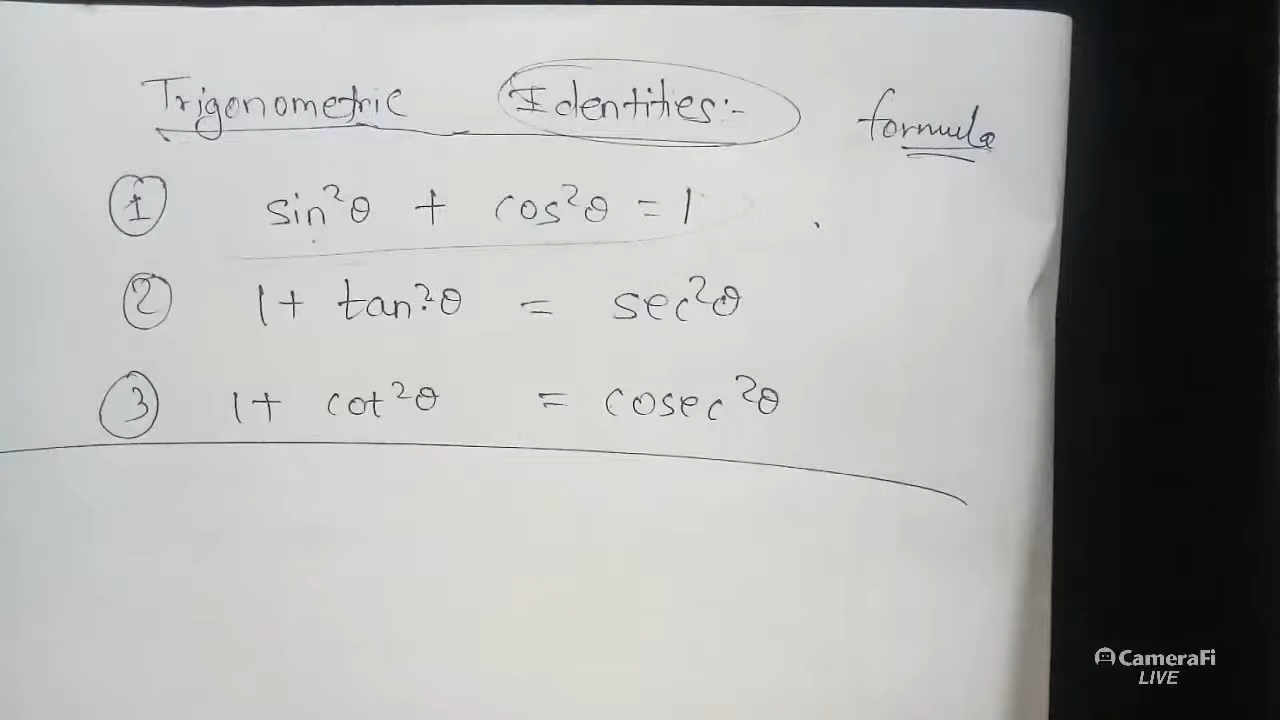 Trigonometric Identities:- formula
① sin²θ + cos²θ = 1
② 1 + tan²θ = sec²θ
③ 1 + cot²θ = cosec²θ
CameraFi
LIVE